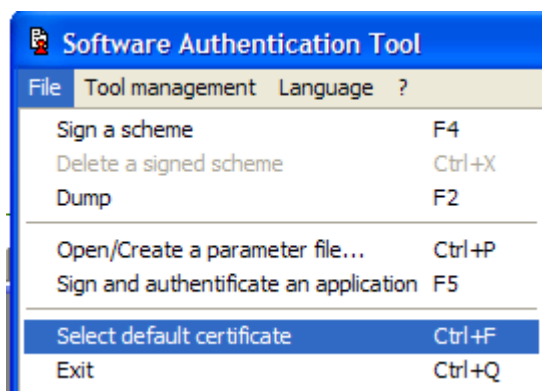 Software Authentication Tool
File Tool management Language ?
Sign a scheme F4
Delete a signed scheme Ctrl+X
Dump F2
Open/Create a parameter file... Ctrl+P
Sign and authentificate an application F5
Select default certificate Ctrl+F
Exit Ctrl+Q